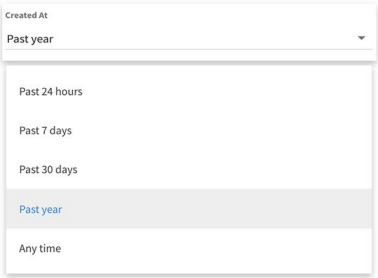 Created At
Past year
Past 24 hours
Past 7 days
Past 30 days
Past year
Any time